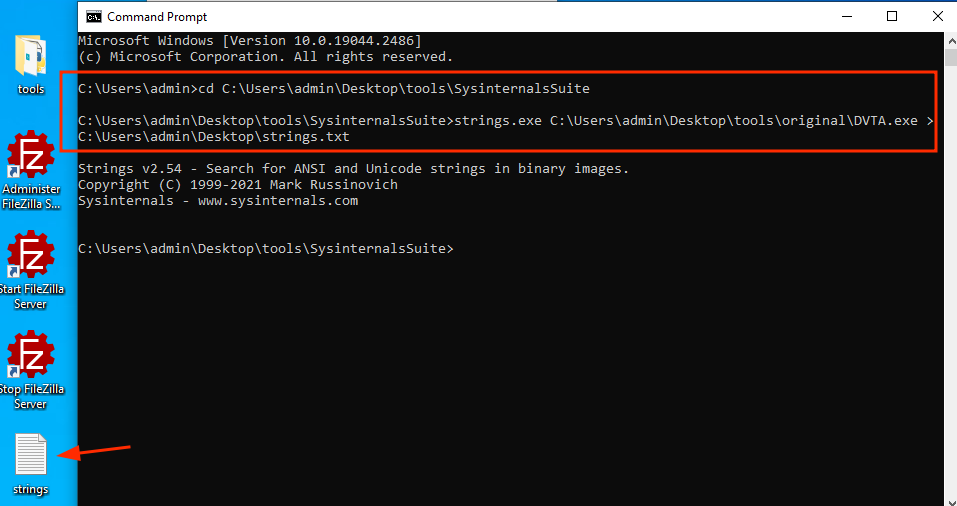 Command Prompt
Microsoft Windows [Version 10.0.19044.2486]
(c) Microsoft Corporation. All rights reserved.
C:\Users\admin>cd C:\Users\admin\Desktop\tools\SysinternalsSuite
C:\Users\admin\Desktop\tools\SysinternalsSuite>strings.exe C:\Users\admin\Desktop\tools\original\DVTA.exe >
C:\Users\admin\Desktop\strings.txt
Strings v2.54 - Search for ANSI and Unicode strings in binary images.
Copyright (C) 1999-2021 Mark Russinovich
Sysinternals - www.sysinternals.com
C:\Users\admin\Desktop\tools\SysinternalsSuite>
tools
Fz
Administer
FileZilla S...
Fz
Start FileZilla
Server
Fz
Stop FileZilla
Server
strings